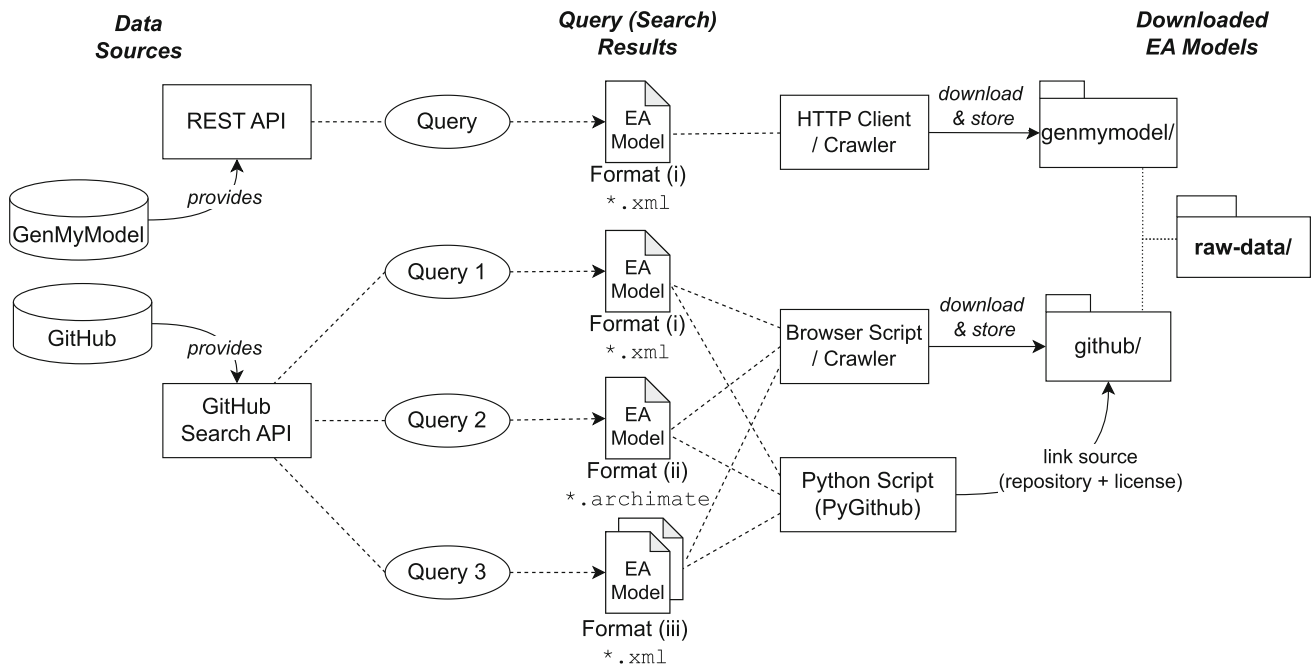 Data
Sources
Query (Search)
Results
Downloaded
EA Models
REST API
Query
EA
Model
Format (i)
*.xml
HTTP Client
/ Crawler
download
& store
genmymodel/
provides
GenMyModel
raw-data/
Query 1
EA
Model
Format (i)
*.xml
GitHub
provides
Browser Script
/ Crawler
download
& store
github/
GitHub
Search API
Query 2
EA
Model
Format (ii)
*.archimate
Python Script
(PyGithub)
link source
(repository + license)
Query 3
EA
Model
Format (iii)
*.xml